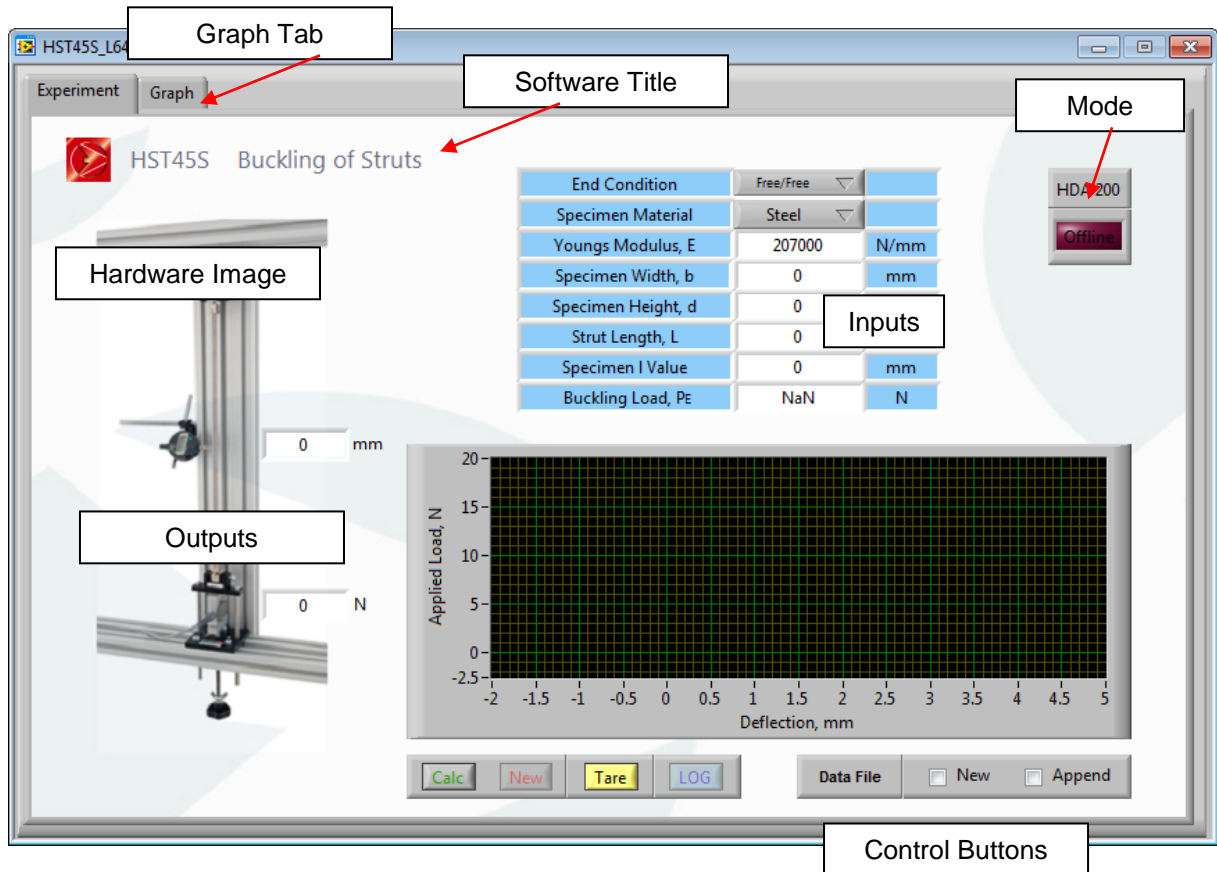 Graph Tab
HST45S_L64
Software Title
Experiment Graph
Mode
HST45S Buckling of Struts
HDA200
Offline
End Condition Free/Free
Specimen Material Steel
Youngs Modulus, E 207000 N/mm
Specimen Width, b 0 mm
Specimen Height, d 0
Strut Length, L 0
Specimen I Value 0 mm
Buckling Load, PE NaN N
Hardware Image
Inputs
0 mm
Outputs
0 N
Applied Load, N
20
15
10
5
0
-2.5
-2 -1.5 -1 -0.5 0 0.5 1 1.5 2 2.5 3 3.5 4 4.5 5
Deflection, mm
Calc New Tare LOG Data File New Append
Control Buttons